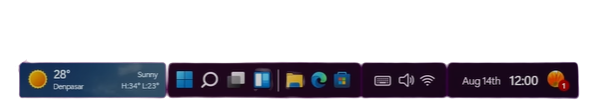 28°
Sunny
Denpasar
H:34° L:23°
Aug 14th 12:00
1